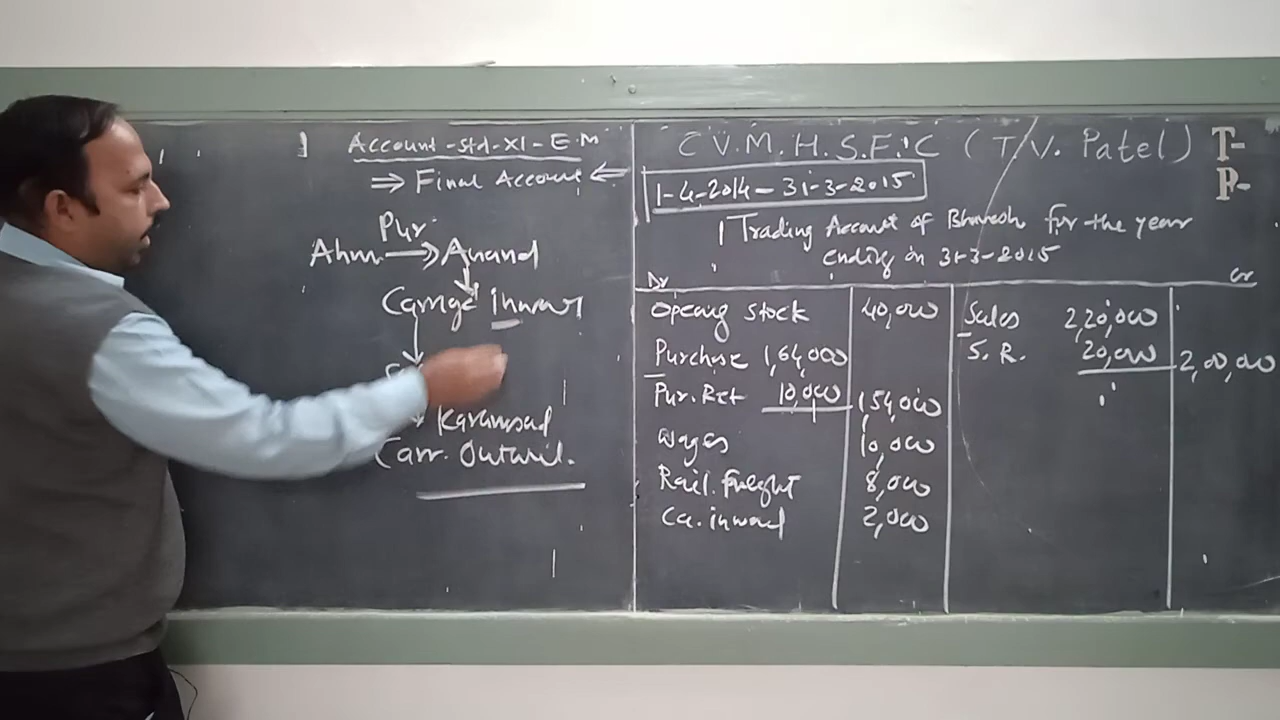 Account - Std - XI - E.M
⇒ Final Account ⇐
Pur.
Ahm → Anand
Carrige Inward
Karamsad
Carr. Outward.
C V.M. H. S. F. C ( T. V. Patel )
T-
P-
1-4-2014 - 31-3-2015
Trading Account of Bhavesh for the year
ending on 31-3-2015
Dr Cr
Opening Stock 40,000 Sales 2,20,000
Purchase 1,64,000 S. R. 20,000 2,00,000
Pur. Ret 10,000 1,54,000
Wages 10,000
Rail. Freight 8,000
Ca. inward 2,000